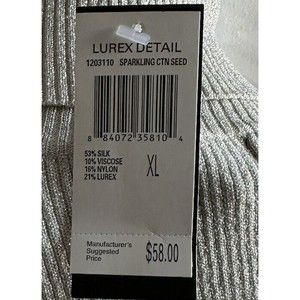 LUREX DETAIL
1203110 SPARKLING CTN SEED
8 84072 35810 4
53% SILK
10% VISCOSE
16% NYLON
21% LUREX
XL
Manufacturer's
Suggested
Price
$58.00